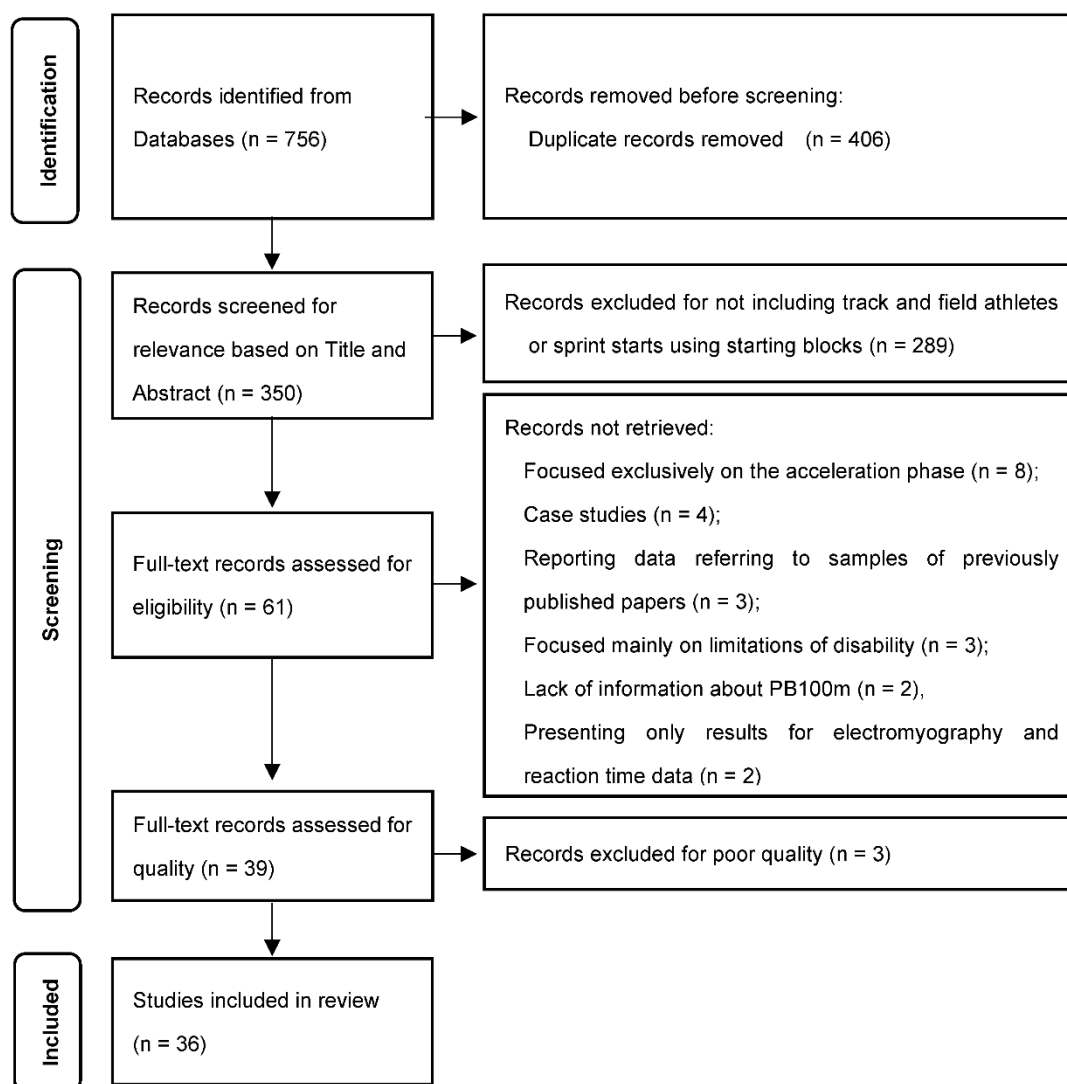 Identification
Records identified from
Databases (n = 756)
Records removed before screening:
Duplicate records removed (n = 406)
Screening
Records screened for
relevance based on Title and
Abstract (n = 350)
Records excluded for not including track and field athletes
or sprint starts using starting blocks (n = 289)
Full-text records assessed for
eligibility (n = 61)
Records not retrieved:
Focused exclusively on the acceleration phase (n = 8);
Case studies (n = 4);
Reporting data referring to samples of previously
published papers (n = 3);
Focused mainly on limitations of disability (n = 3);
Lack of information about PB100m (n = 2),
Presenting only results for electromyography and
reaction time data (n = 2)
Full-text records assessed for
quality (n = 39)
Records excluded for poor quality (n = 3)
Included
Studies included in review
(n = 36)